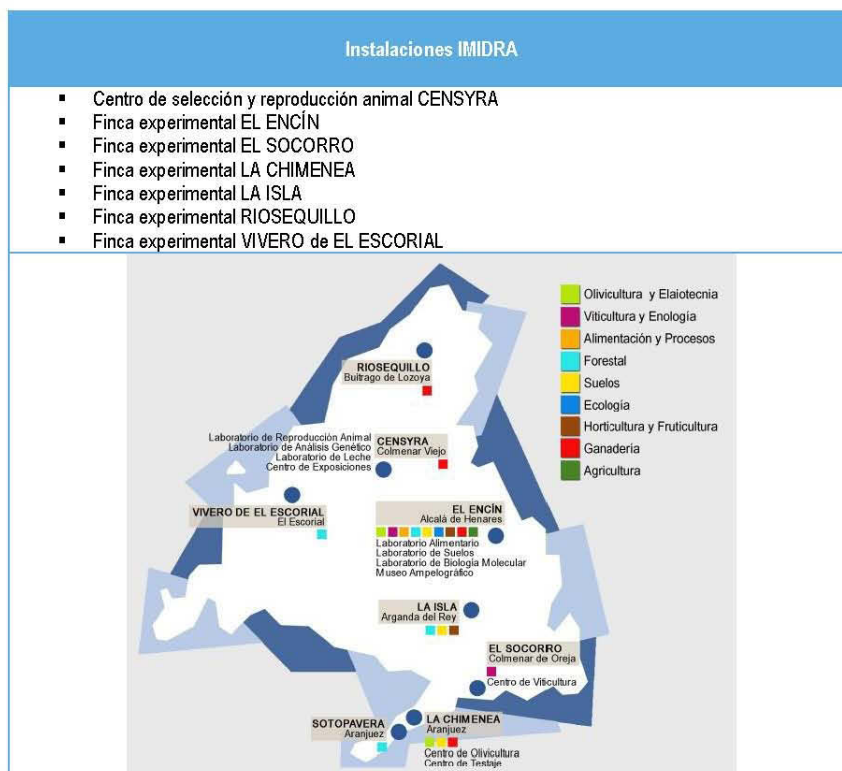 Instalaciones IMIDRA
▪ Centro de selección y reproducción animal CENSYRA
▪ Finca experimental EL ENCÍN
▪ Finca experimental EL SOCORRO
▪ Finca experimental LA CHIMENEA
▪ Finca experimental LA ISLA
▪ Finca experimental RIOSEQUILLO
▪ Finca experimental VIVERO de EL ESCORIAL
Olivicultura y Elaiotecnia
Viticultura y Enología
Alimentación y Procesos
Forestal
Suelos
Ecología
Horticultura y Fruticultura
Ganadería
Agricultura
RIOSEQUILLO
Buitrago de Lozoya
Laboratorio de Reproducción Animal
Laboratorio de Análisis Genético
Laboratorio de Leche
Centro de Exposiciones
CENSYRA
Colmenar Viejo
VIVERO DE EL ESCORIAL
El Escorial
EL ENCÍN
Alcalá de Henares
Laboratorio Alimentario
Laboratorio de Suelos
Laboratorio de Biología Molecular
Museo Ampelográfico
LA ISLA
Arganda del Rey
EL SOCORRO
Colmenar de Oreja
Centro de Viticultura
SOTOPAVERA
Aranjuez
LA CHIMENEA
Aranjuez
Centro de Olivicultura
Centro de Testaje